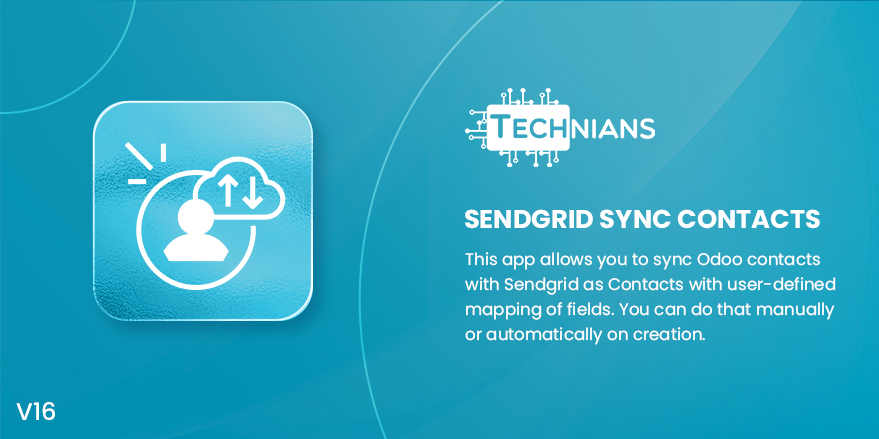 TECHNIANS
SENDGRID SYNC CONTACTS
This app allows you to sync Odoo contacts
with Sendgrid as Contacts with user-defined
mapping of fields. You can do that manually
or automatically on creation.
V16